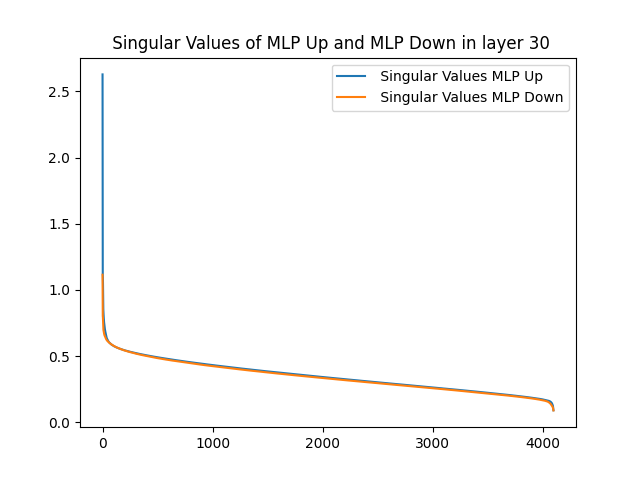 Singular Values of MLP Up and MLP Down in layer 30
Singular Values MLP Up
Singular Values MLP Down
2.5
2.0
1.5
1.0
0.5
0.0
0 1000 2000 3000 4000